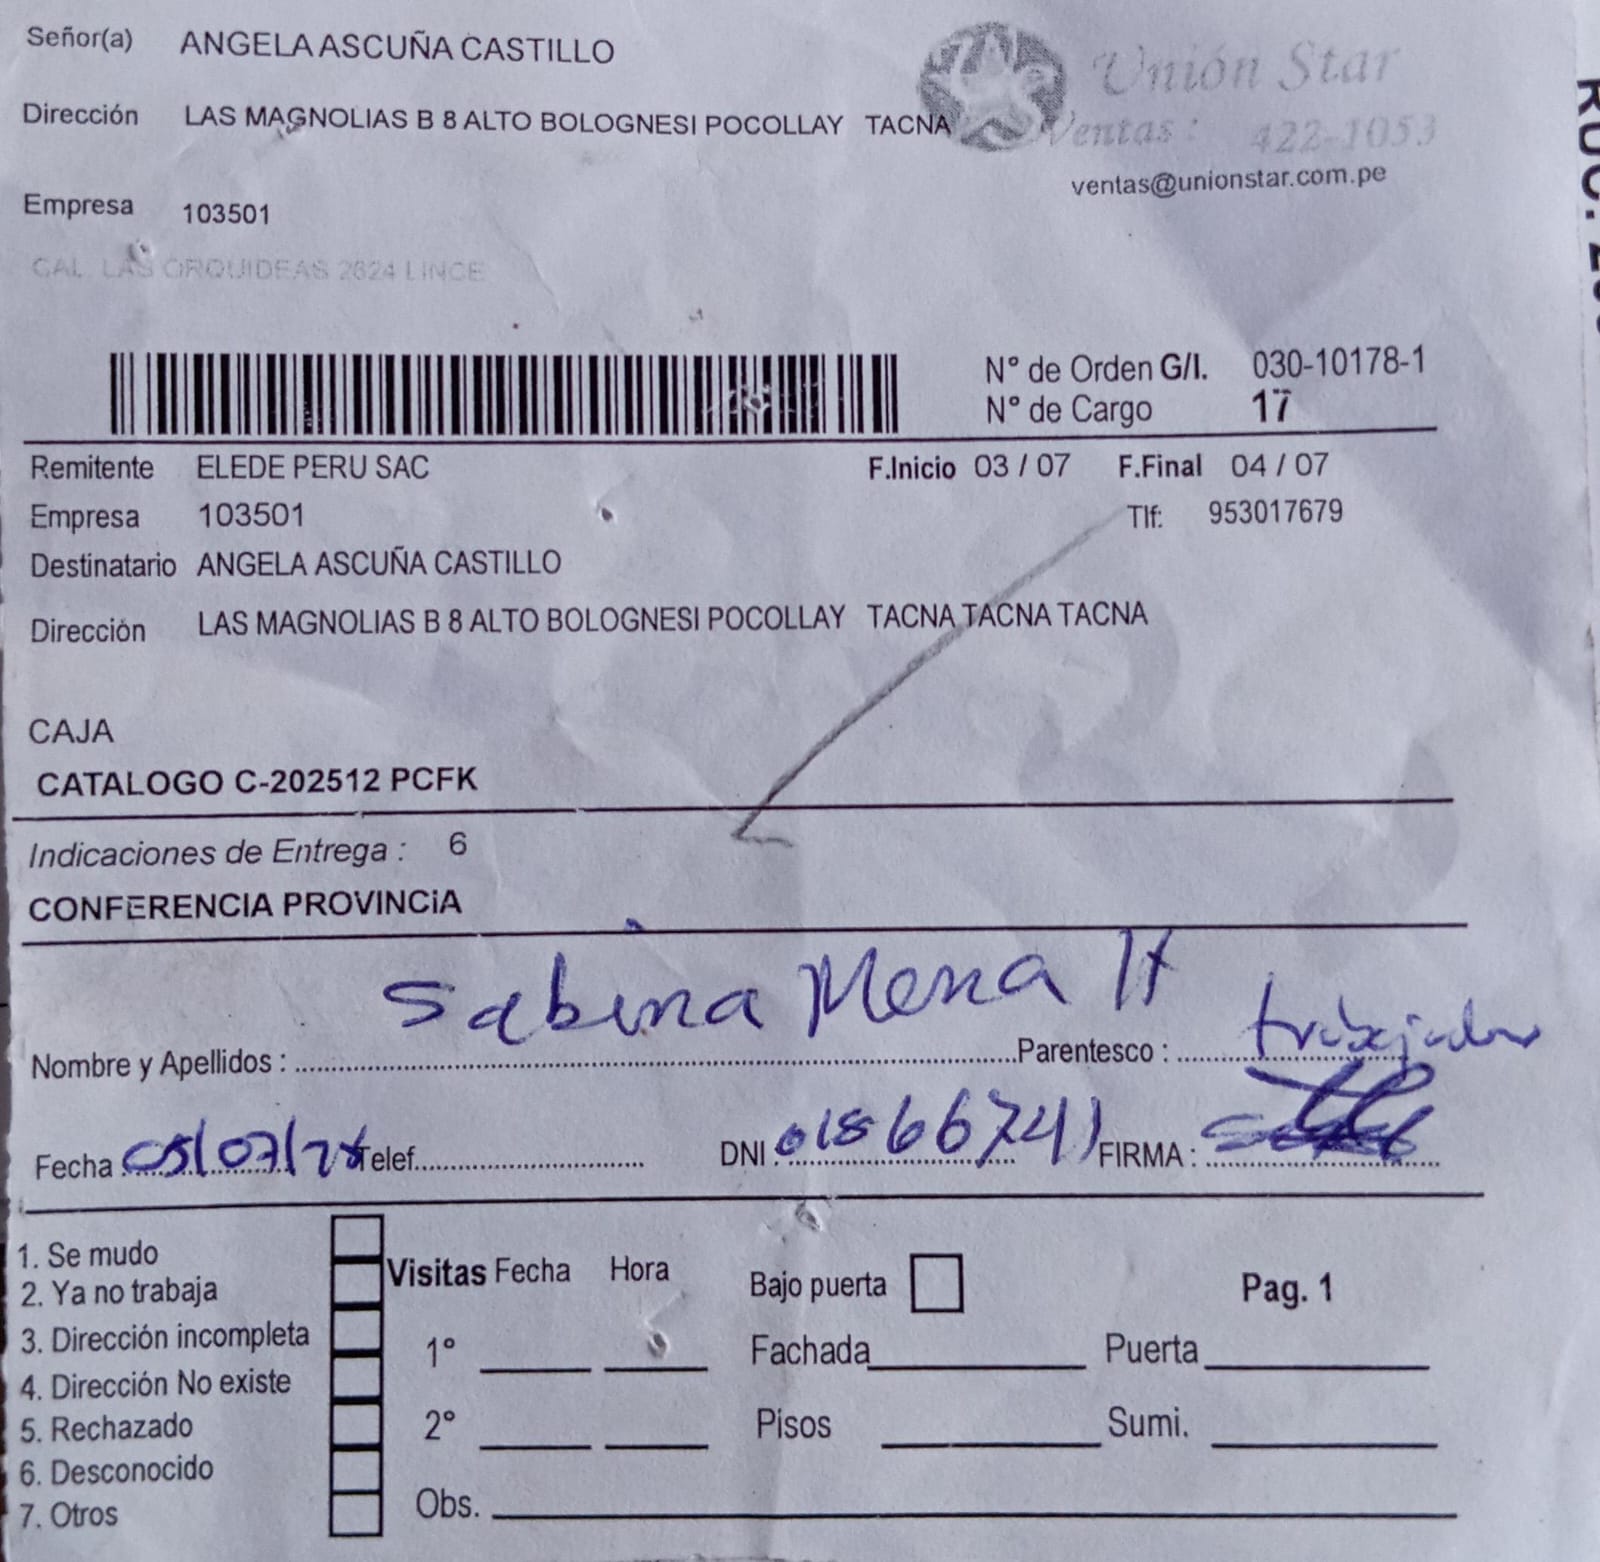 Señor(a) ANGELA ASCUÑA CASTILLO
Unión Star
Dirección LAS MAGNOLIAS B 8 ALTO BOLOGNESI POCOLLAY TACNA
Ventas : 422-1053
ventas@unionstar.com.pe
RUC.
Empresa 103501
CAL. LAS ORQUIDEAS 2624 LINCE
N° de Orden G/I. 030-10178-1
N° de Cargo 17
Remitente ELEDE PERU SAC F.Inicio 03 / 07 F.Final 04 / 07
Empresa 103501 Tlf: 953017679
Destinatario ANGELA ASCUÑA CASTILLO
Dirección LAS MAGNOLIAS B 8 ALTO BOLOGNESI POCOLLAY TACNA TACNA TACNA
CAJA
CATALOGO C-202512 PCFK
Indicaciones de Entrega : 6
CONFERENCIA PROVINCiA
Nombre y Apellidos : Sabina Mena H Parentesco : trabajador
Fecha Telef. DNI 01866741 FIRMA :
1. Se mudo
2. Ya no trabaja
3. Dirección incompleta
4. Dirección No existe
5. Rechazado
6. Desconocido
7. Otros
Visitas Fecha Hora
1°
2°
Obs.
Bajo puerta Pag. 1
Fachada Puerta
Pisos Sumi.